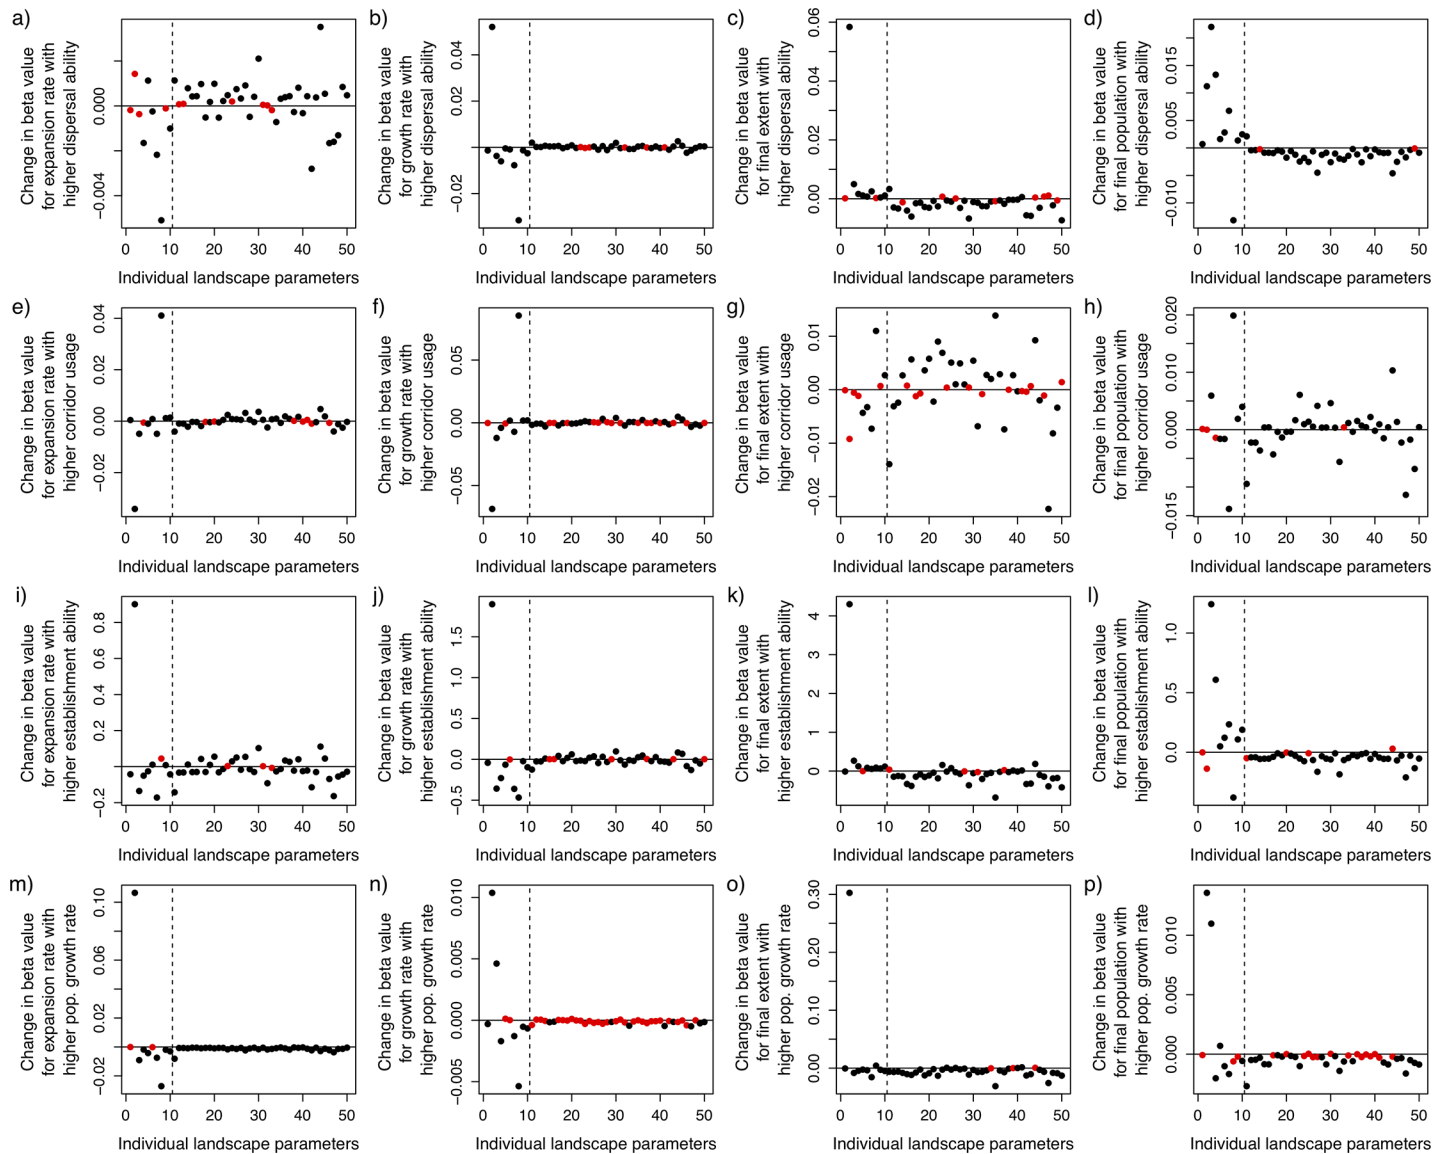 a)
Change in beta value
for expansion rate with
higher dispersal ability
0.000
−0.004
0 10 20 30 40 50
Individual landscape parameters
b)
Change in beta value
for growth rate with
higher dispersal ability
0.04
0.02
−0.02
0 10 20 30 40 50
Individual landscape parameters
c)
Change in beta value
for final extent with
higher dispersal ability
0.06
0.04
0.02
0.00
0 10 20 30 40 50
Individual landscape parameters
d)
Change in beta value
for final population with
higher dispersal ability
0.015
0.005
−0.010
0 10 20 30 40 50
Individual landscape parameters
e)
Change in beta value
for expansion rate with
higher corridor usage
0.04
0.02
0.00
−0.02
0 10 20 30 40 50
Individual landscape parameters
f)
Change in beta value
for growth rate with
higher corridor usage
0.05
0.00
−0.05
0 10 20 30 40 50
Individual landscape parameters
g)
Change in beta value
for final extent with
higher corridor usage
0.01
0.00
−0.01
−0.02
0 10 20 30 40 50
Individual landscape parameters
h)
Change in beta value
for final population with
higher corridor usage
0.020
0.010
0.000
−0.015
0 10 20 30 40 50
Individual landscape parameters
i)
Change in beta value
for expansion rate with
higher establishment ability
0.8
0.6
0.4
0.2
−0.2
0 10 20 30 40 50
Individual landscape parameters
j)
Change in beta value
for growth rate with
higher establishment ability
1.5
1.0
0.5
0.0
−0.5
0 10 20 30 40 50
Individual landscape parameters
k)
Change in beta value
for final extent with
higher establishment ability
4
3
2
1
0
0 10 20 30 40 50
Individual landscape parameters
l)
Change in beta value
for final population with
higher establishment ability
1.0
0.5
0.0
0 10 20 30 40 50
Individual landscape parameters
m)
Change in beta value
for expansion rate with
higher pop. growth rate
0.10
0.02
−0.02
0 10 20 30 40 50
Individual landscape parameters
n)
Change in beta value
for growth rate with
higher pop. growth rate
0.010
0.005
0.000
−0.005
0 10 20 30 40 50
Individual landscape parameters
o)
Change in beta value
for final extent with
higher pop. growth rate
0.30
0.20
0.10
0.00
0 10 20 30 40 50
Individual landscape parameters
p)
Change in beta value
for final population with
higher pop. growth rate
0.010
0.005
0.000
0 10 20 30 40 50
Individual landscape parameters